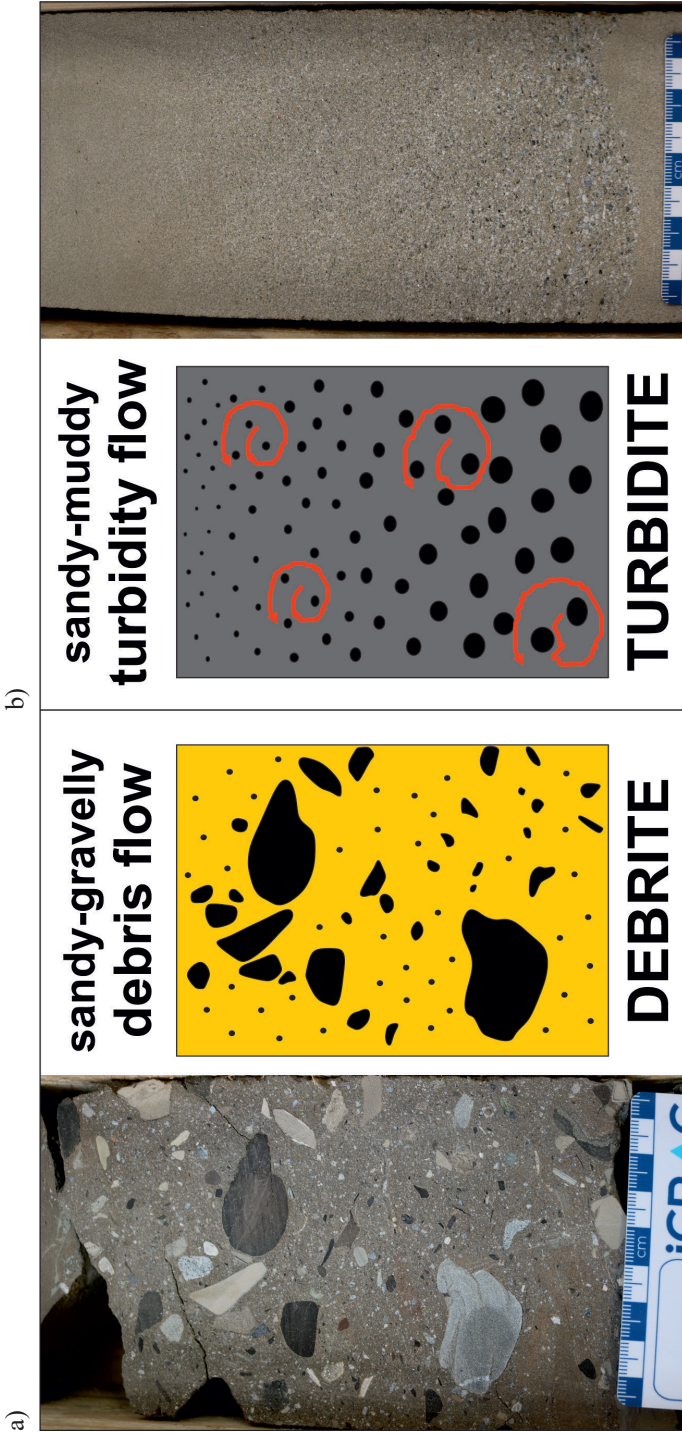 a)
cm
sandy-gravelly
debris flow
DEBRITE
b)
sandy-muddy
turbidity flow
TURBIDITE
cm